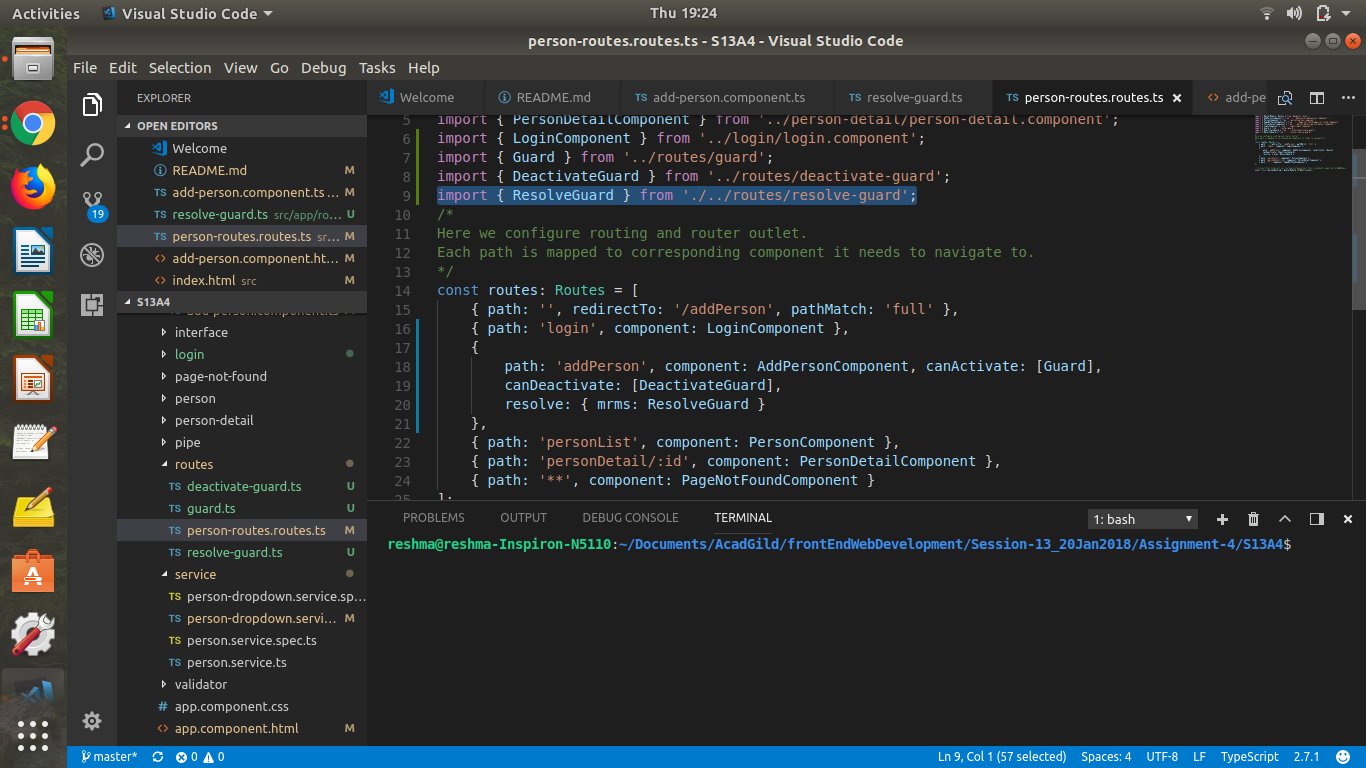 Activities Visual Studio Code Thu 19:24
person-routes.routes.ts - S13A4 - Visual Studio Code
File Edit Selection View Go Debug Tasks Help
EXPLORER
OPEN EDITORS
Welcome
README.md M
add-person.component.ts ... M
resolve-guard.ts src/app/ro... U
person-routes.routes.ts sr... M
add-person.component.ht... M
index.html src M
19
S13A4
add-person.component.ts M
interface
login
page-not-found
person
person-detail
pipe
routes
TS deactivate-guard.ts U
TS guard.ts U
TS person-routes.routes.ts M
TS resolve-guard.ts U
service
TS person-dropdown.service.sp...
TS person-dropdown.servi... M
TS person.service.spec.ts
TS person.service.ts
validator
# app.component.css
<> app.component.html M
Welcome README.md TS add-person.component.ts TS resolve-guard.ts TS person-routes.routes.ts × <> add-pe ...
5 import { PersonDetailComponent } from '../person-detail/person-detail.component';
6 import { LoginComponent } from '../login/login.component';
7 import { Guard } from '../routes/guard';
8 import { DeactivateGuard } from '../routes/deactivate-guard';
9 import { ResolveGuard } from './../routes/resolve-guard';
10 /*
11 Here we configure routing and router outlet.
12 Each path is mapped to corresponding component it needs to navigate to.
13 */
14 const routes: Routes = [
15 { path: '', redirectTo: '/addPerson', pathMatch: 'full' },
16 { path: 'login', component: LoginComponent },
17 {
18 path: 'addPerson', component: AddPersonComponent, canActivate: [Guard],
19 canDeactivate: [DeactivateGuard],
20 resolve: { mrms: ResolveGuard }
21 },
22 { path: 'personList', component: PersonComponent },
23 { path: 'personDetail/:id', component: PersonDetailComponent },
24 { path: '**', component: PageNotFoundComponent }
25 ];
PROBLEMS OUTPUT DEBUG CONSOLE TERMINAL 1: bash
reshma@reshma-Inspiron-N5110:~/Documents/AcadGild/frontEndWebDevelopment/Session-13_20Jan2018/Assignment-4/S13A4$
master* 0 0 Ln 9, Col 1 (57 selected) Spaces: 4 UTF-8 LF TypeScript 2.7.1